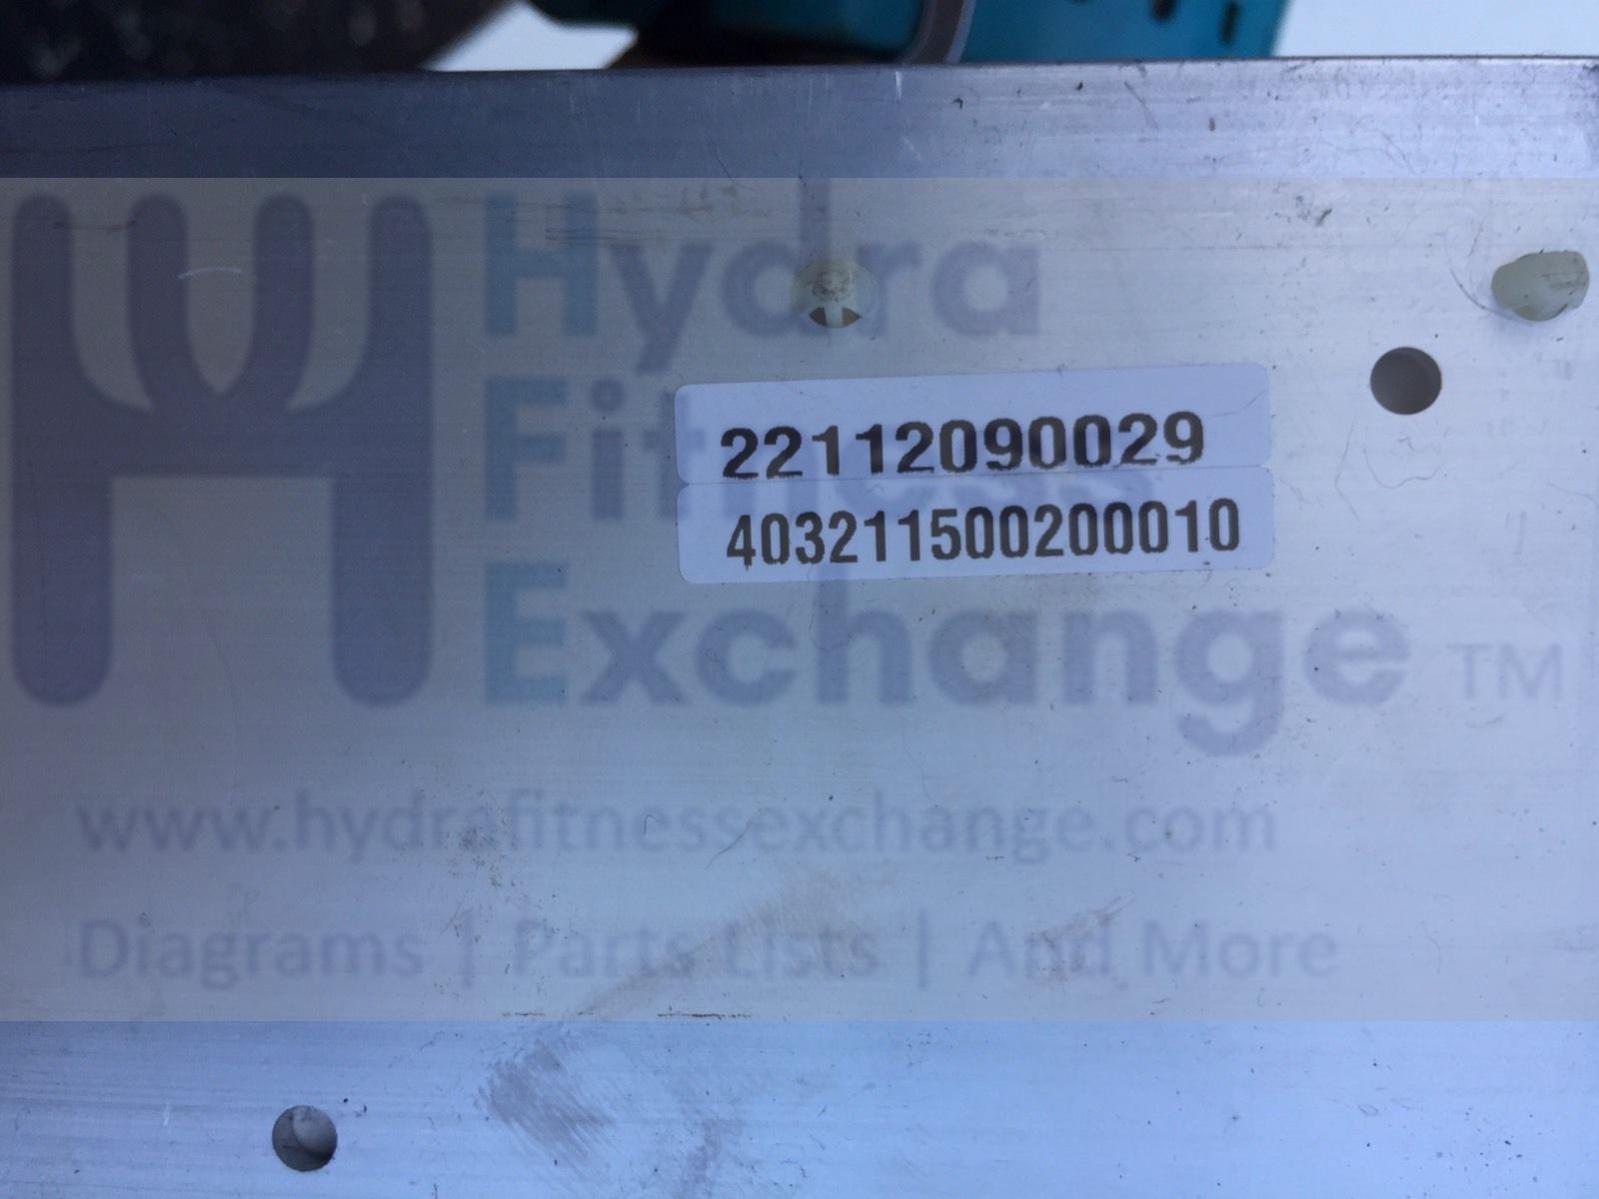 Hydra
Fitness
22112090029
403211500200010
Exchange ™
www.hydrafitnessexchange.com
Diagrams | Parts Lists | And More